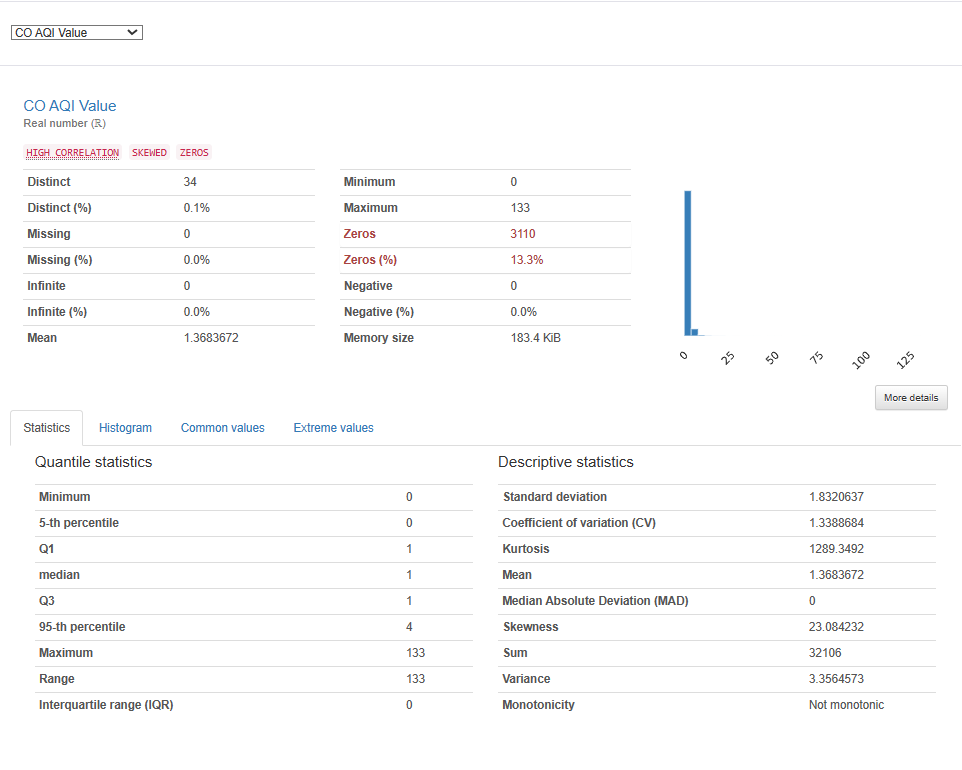 CO AQI Value
CO AQI Value
Real number (ℝ)
HIGH CORRELATION SKEWED ZEROS
Distinct 34
Distinct (%) 0.1%
Missing 0
Missing (%) 0.0%
Infinite 0
Infinite (%) 0.0%
Mean 1.3683672
Minimum 0
Maximum 133
Zeros 3110
Zeros (%) 13.3%
Negative 0
Negative (%) 0.0%
Memory size 183.4 KiB
0 25 50 75 100 125
More details
Statistics Histogram Common values Extreme values
Quantile statistics
Minimum 0
5-th percentile 0
Q1 1
median 1
Q3 1
95-th percentile 4
Maximum 133
Range 133
Interquartile range (IQR) 0
Descriptive statistics
Standard deviation 1.8320637
Coefficient of variation (CV) 1.3388684
Kurtosis 1289.3492
Mean 1.3683672
Median Absolute Deviation (MAD) 0
Skewness 23.084232
Sum 32106
Variance 3.3564573
Monotonicity Not monotonic